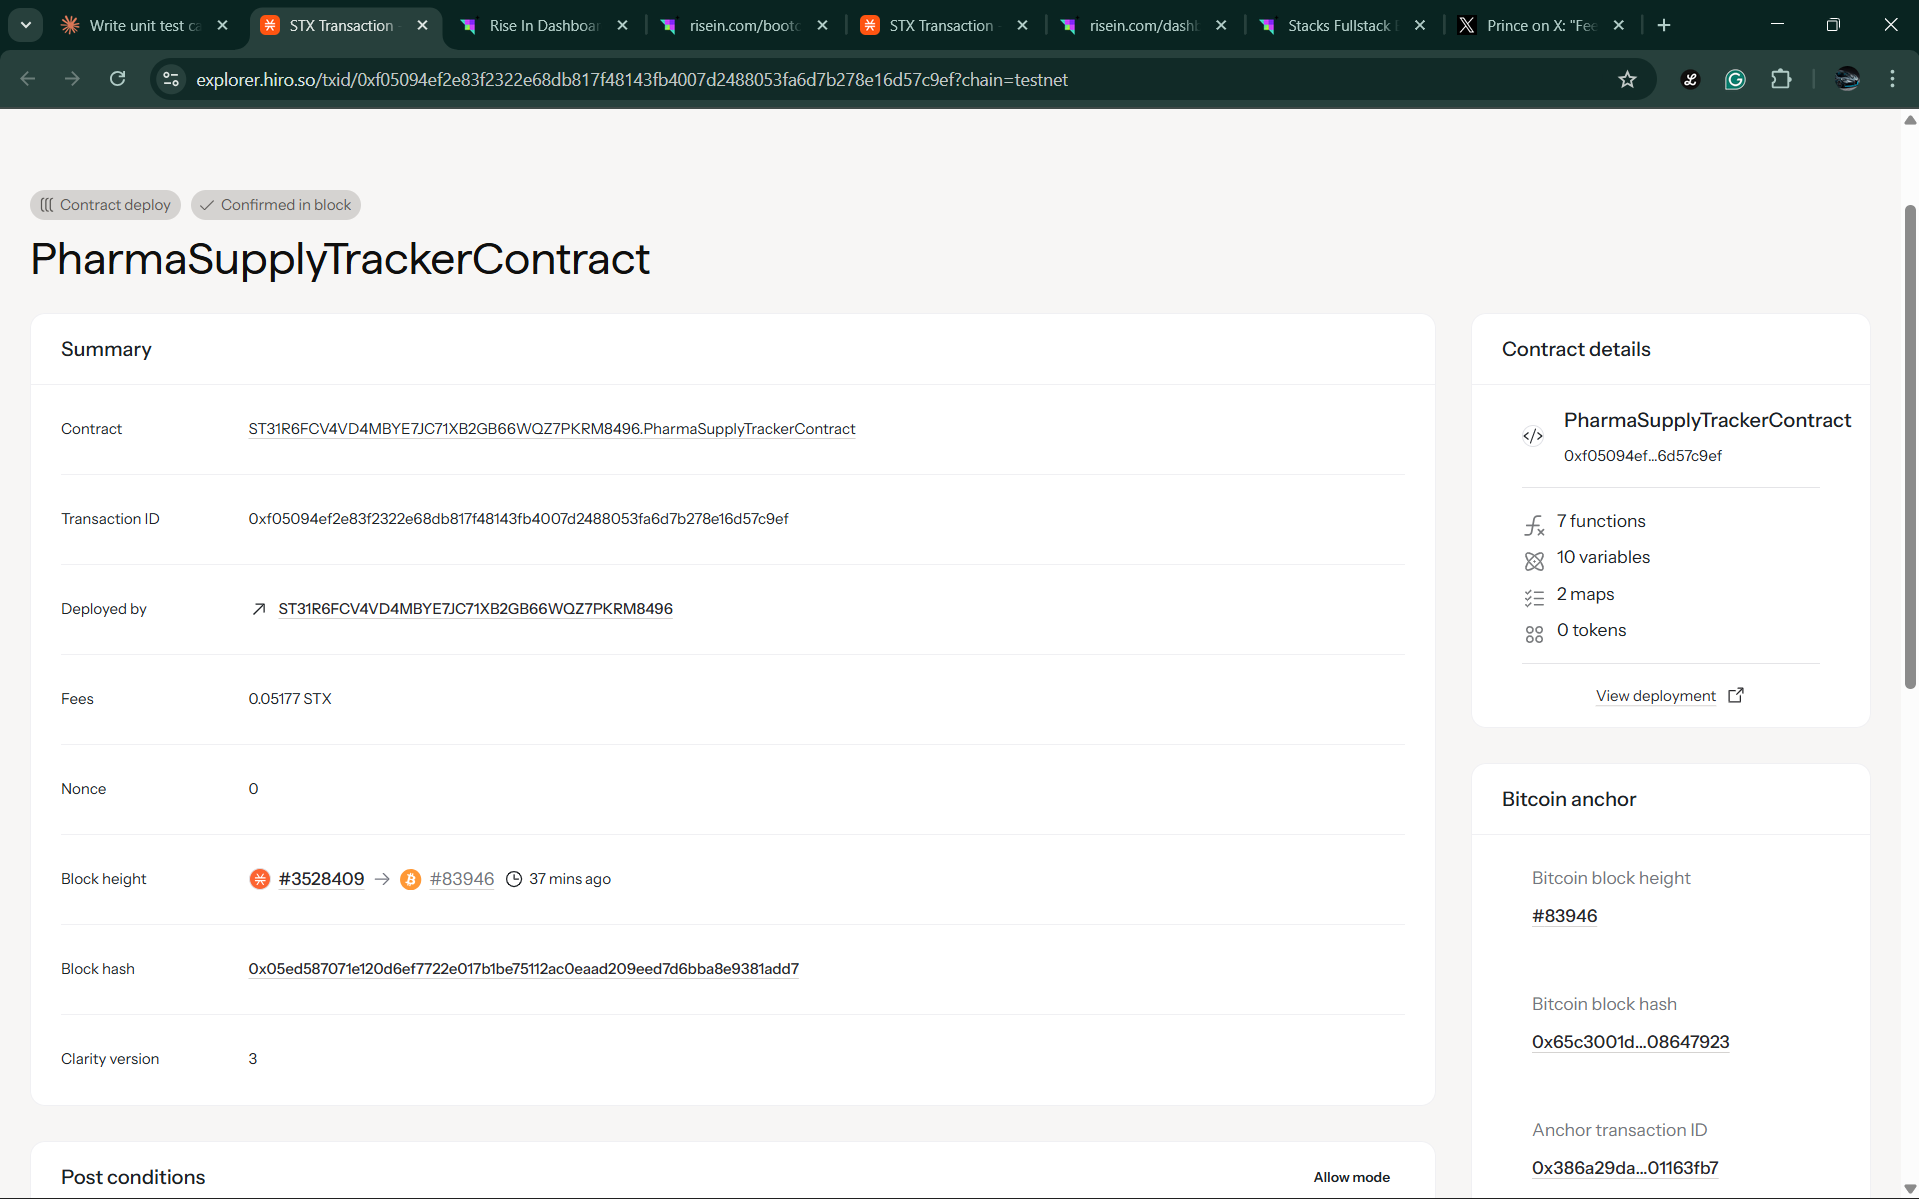 Write unit test ca
STX Transaction
Rise In Dashboar
risein.com/bootc
STX Transaction
risein.com/dashb
Stacks Fullstack
Prince on X: "Fee
explorer.hiro.so/txid/0xf05094ef2e83f2322e68db817f48143fb4007d2488053fa6d7b278e16d57c9ef?chain=testnet
Contract deploy
Confirmed in block
PharmaSupplyTrackerContract
Summary
Contract ST31R6FCV4VD4MBYE7JC71XB2GB66WQZ7PKRM8496.PharmaSupplyTrackerContract
Transaction ID 0xf05094ef2e83f2322e68db817f48143fb4007d2488053fa6d7b278e16d57c9ef
Deployed by ST31R6FCV4VD4MBYE7JC71XB2GB66WQZ7PKRM8496
Fees 0.05177 STX
Nonce 0
Block height #3528409 → #83946 37 mins ago
Block hash 0x05ed587071e120d6ef7722e017b1be75112ac0eaad209eed7d6bba8e9381add7
Clarity version 3
Post conditions Allow mode
Contract details
PharmaSupplyTrackerContract
0xf05094ef...6d57c9ef
7 functions
10 variables
2 maps
0 tokens
View deployment
Bitcoin anchor
Bitcoin block height
#83946
Bitcoin block hash
0x65c3001d...08647923
Anchor transaction ID
0x386a29da...01163fb7